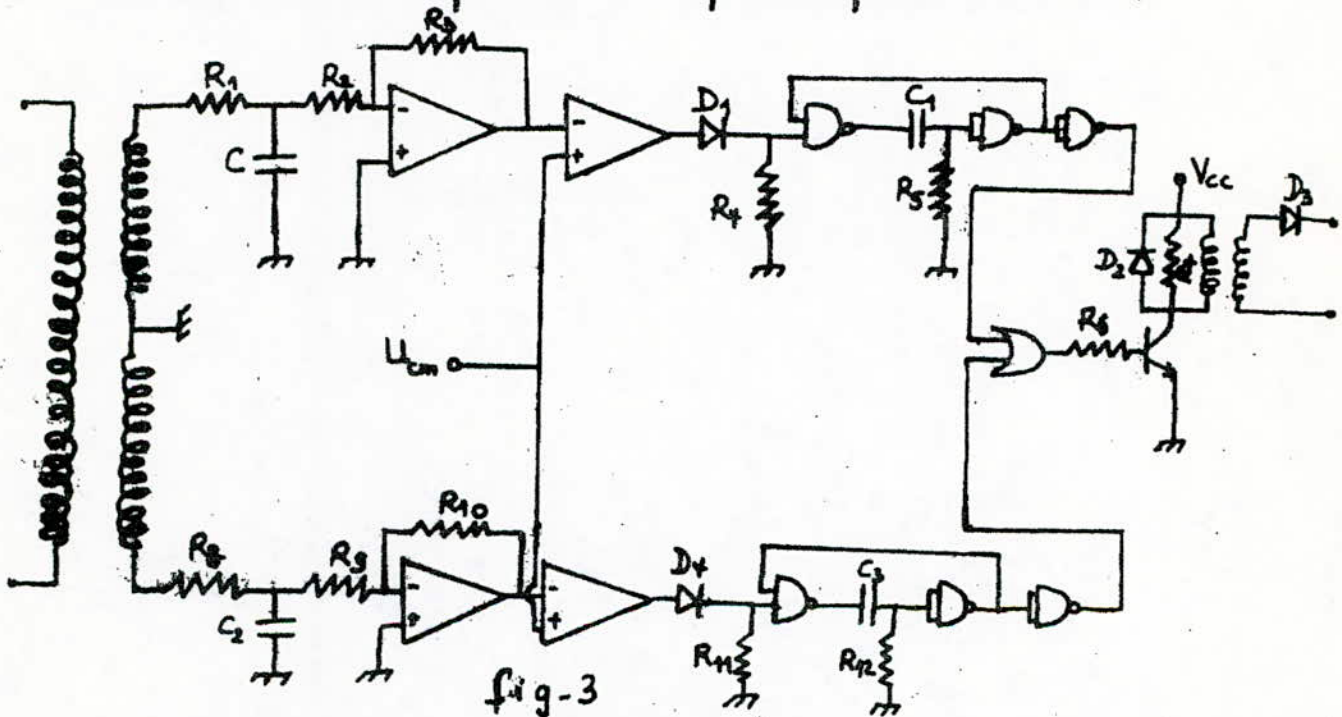 R3
R1
R2
-
+
C
-
+
D1
R4
C1
R5
Vcc
D2
D3
Ucm
R6
R10
R8
R9
C2
-
+
-
+
D4
R11
C3
R12
fig-3